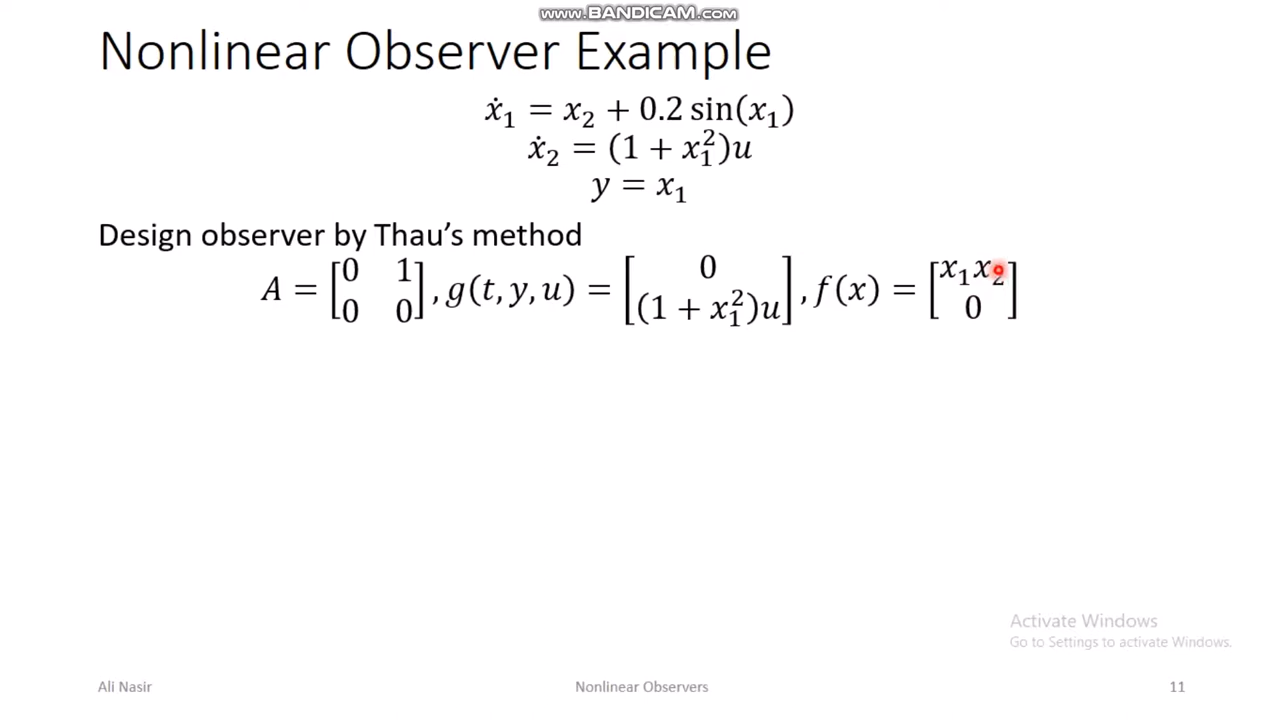 www.BANDICAM.com
Nonlinear Observer Example
ẋ₁ = x₂ + 0.2 sin(x₁)
ẋ₂ = (1 + x₁²)u
y = x₁
Design observer by Thau's method
A = [0 1; 0 0], g(t, y, u) = [0; (1 + x₁²)u], f(x) = [x₁x₂; 0]
Activate Windows
Go to Settings to activate Windows.
Ali Nasir
Nonlinear Observers
11